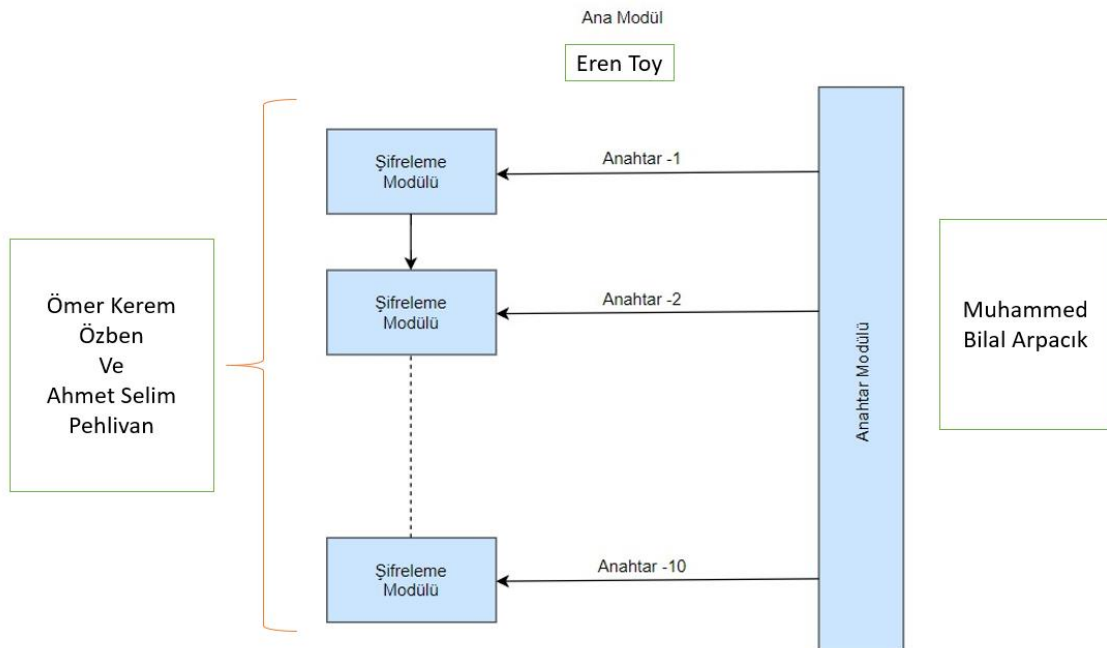 Ana Modül
Eren Toy
Şifreleme
Modülü
Anahtar -1
Şifreleme
Modülü
Anahtar -2
Ömer Kerem
Özben
Ve
Ahmet Selim
Pehlivan
Anahtar Modülü
Muhammed
Bilal Arpacık
Şifreleme
Modülü
Anahtar -10